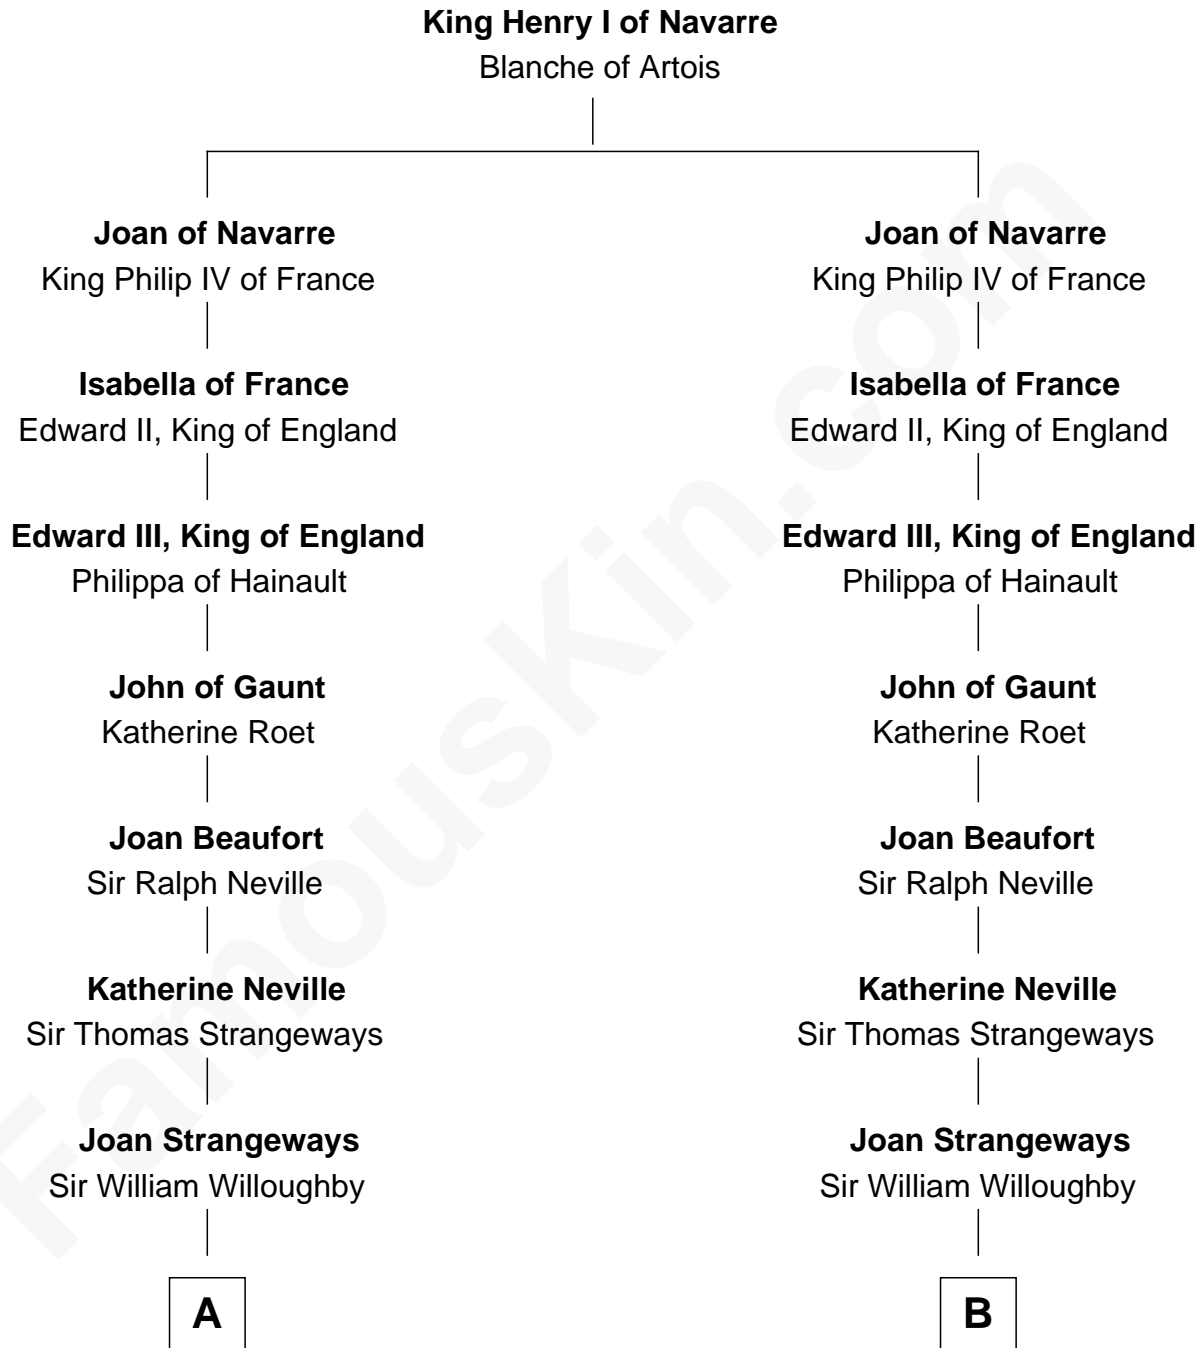 King Henry I of Navarre
Blanche of Artois
Joan of Navarre
King Philip IV of France
Joan of Navarre
King Philip IV of France
Isabella of France
Edward II, King of England
Isabella of France
Edward II, King of England
Edward III, King of England
Philippa of Hainault
Edward III, King of England
Philippa of Hainault
John of Gaunt
Katherine Roet
John of Gaunt
Katherine Roet
Joan Beaufort
Sir Ralph Neville
Joan Beaufort
Sir Ralph Neville
Katherine Neville
Sir Thomas Strangeways
Katherine Neville
Sir Thomas Strangeways
Joan Strangeways
Sir William Willoughby
Joan Strangeways
Sir William Willoughby
A
B
FamousKin.com